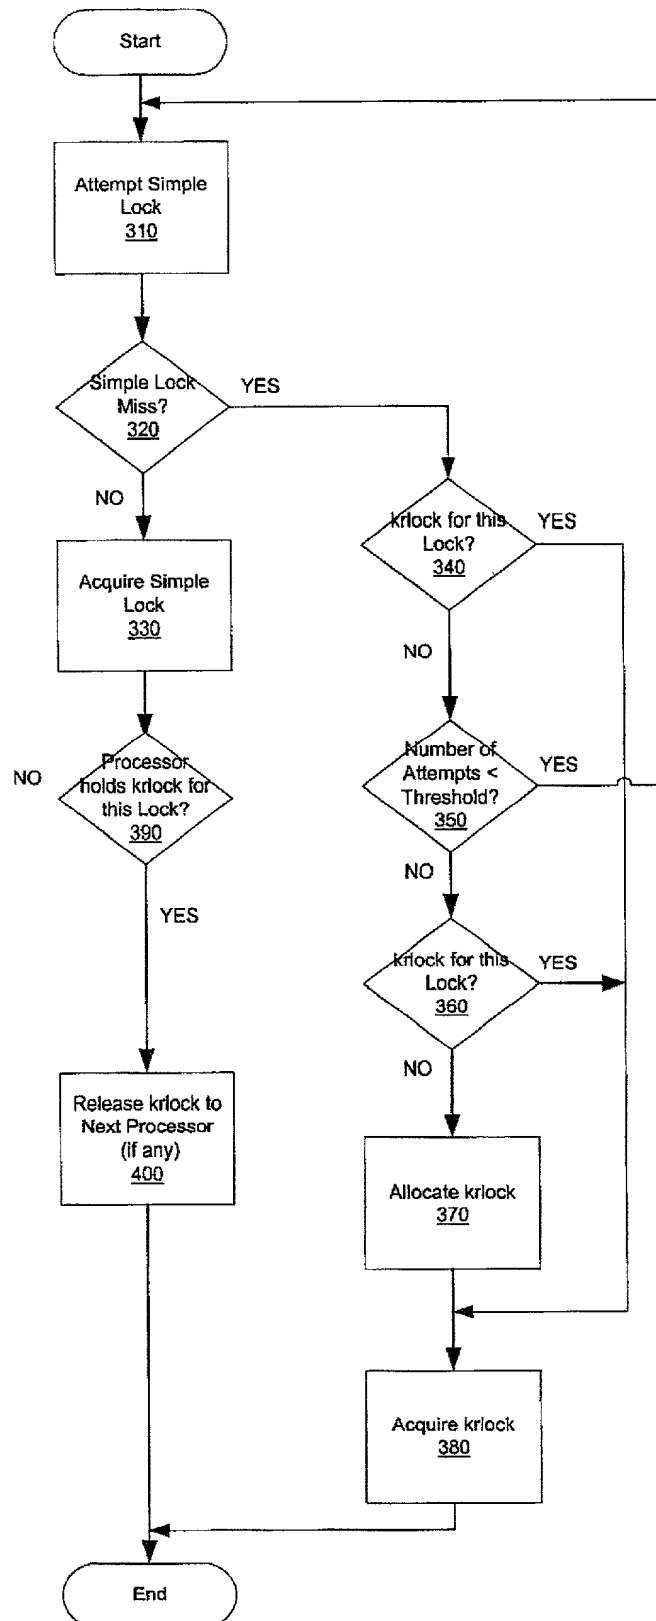 Start
Attempt Simple
Lock
310
Simple Lock
Miss?
320
YES
NO
krlock for this
Lock?
340
YES
Acquire Simple
Lock
330
NO
Number of
Attempts <
Threshold?
350
YES
NO
Processor
holds krlock for
this Lock?
390
NO
YES
krlock for this
Lock?
360
YES
NO
Release krlock to
Next Processor
(if any)
400
Allocate krlock
370
Acquire krlock
380
End